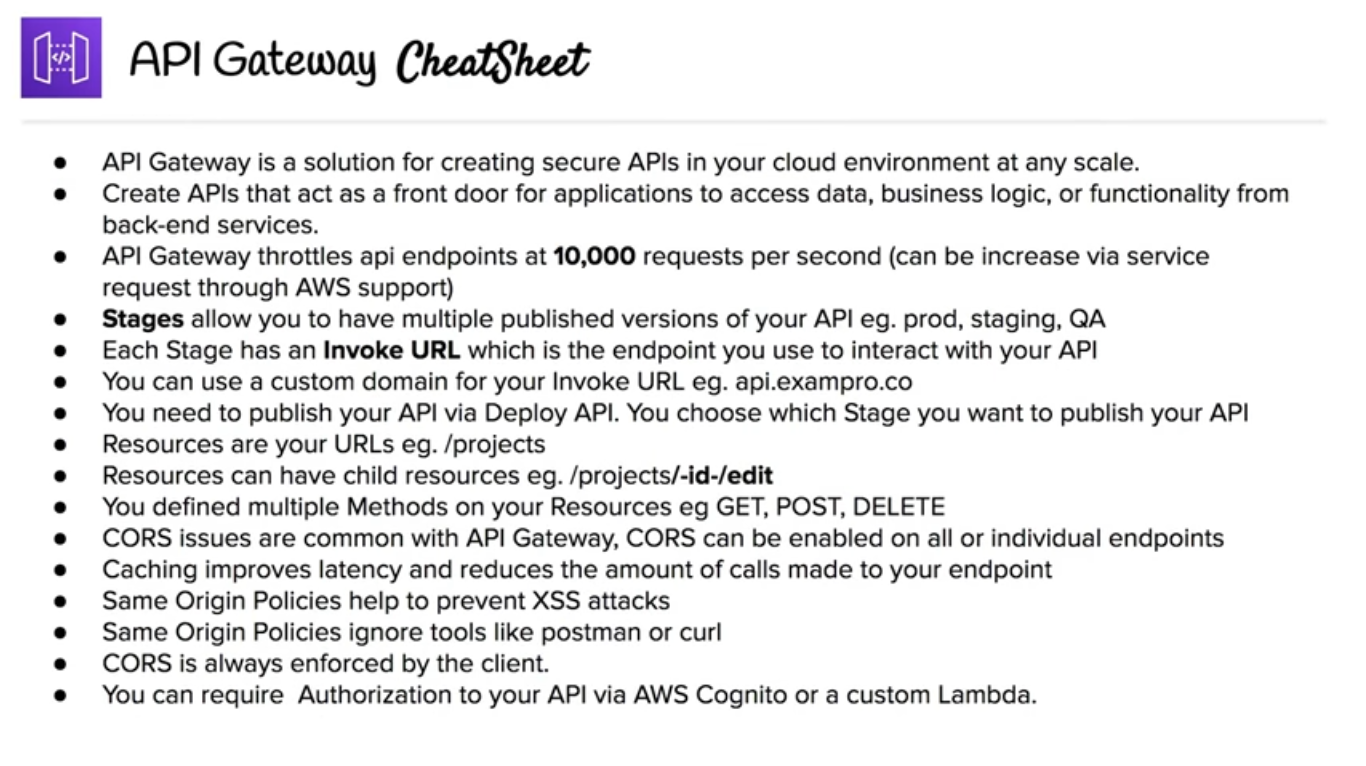 </>
API Gateway CheatSheet
● API Gateway is a solution for creating secure APIs in your cloud environment at any scale.
● Create APIs that act as a front door for applications to access data, business logic, or functionality from
back-end services.
● API Gateway throttles api endpoints at 10,000 requests per second (can be increase via service
request through AWS support)
● Stages allow you to have multiple published versions of your API eg. prod, staging, QA
● Each Stage has an Invoke URL which is the endpoint you use to interact with your API
● You can use a custom domain for your Invoke URL eg. api.exampro.co
● You need to publish your API via Deploy API. You choose which Stage you want to publish your API
● Resources are your URLs eg. /projects
● Resources can have child resources eg. /projects/-id-/edit
● You defined multiple Methods on your Resources eg GET, POST, DELETE
● CORS issues are common with API Gateway, CORS can be enabled on all or individual endpoints
● Caching improves latency and reduces the amount of calls made to your endpoint
● Same Origin Policies help to prevent XSS attacks
● Same Origin Policies ignore tools like postman or curl
● CORS is always enforced by the client.
● You can require  Authorization to your API via AWS Cognito or a custom Lambda.